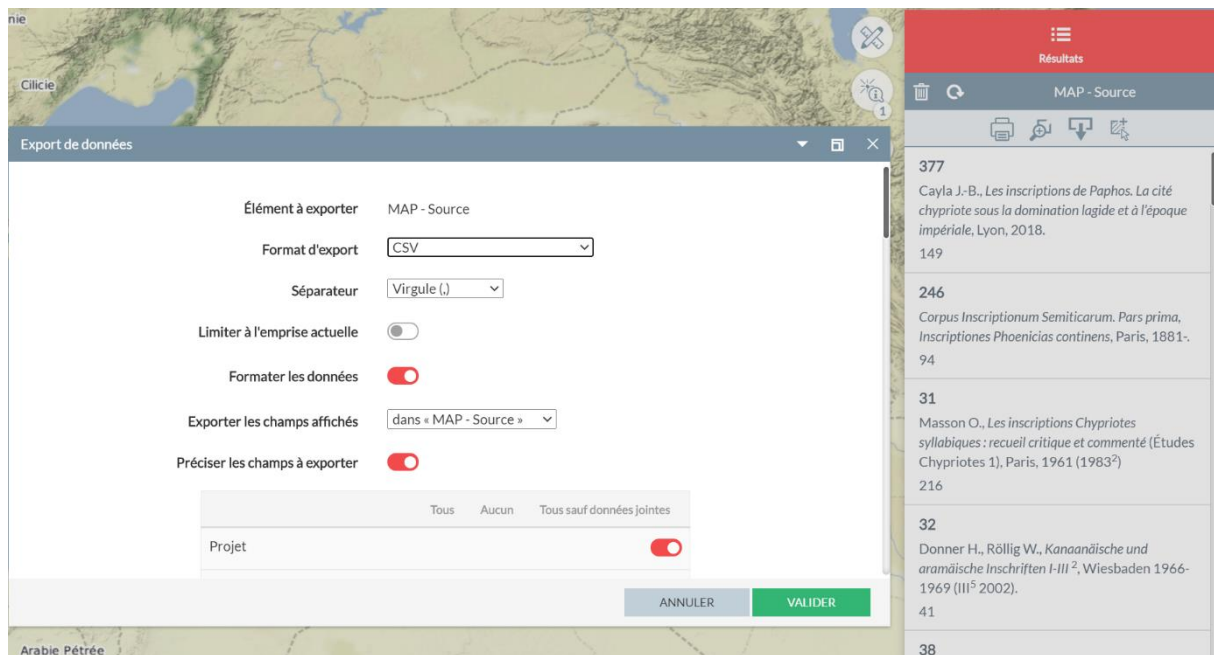 nie
Cilicie
1
Résultats
MAP - Source
Export de données
Élément à exporter MAP - Source
Format d'export CSV
Séparateur Virgule (,)
Limiter à l'emprise actuelle
Formater les données
Exporter les champs affichés dans « MAP - Source »
Préciser les champs à exporter
Tous Aucun Tous sauf données jointes
Projet
ANNULER VALIDER
Arabie Pétrée
377
Cayla J.-B., Les inscriptions de Paphos. La cité
chypriote sous la domination lagide et à l'époque
impériale, Lyon, 2018.
149
246
Corpus Inscriptionum Semiticarum. Pars prima,
Inscriptiones Phoenicias continens, Paris, 1881-.
94
31
Masson O., Les inscriptions Chypriotes
syllabiques : recueil critique et commenté (Études
Chypriotes 1), Paris, 1961 (1983²)
216
32
Donner H., Röllig W., Kanaanäische und
aramäische Inschriften I-III ², Wiesbaden 1966-
1969 (III⁵ 2002).
41
38